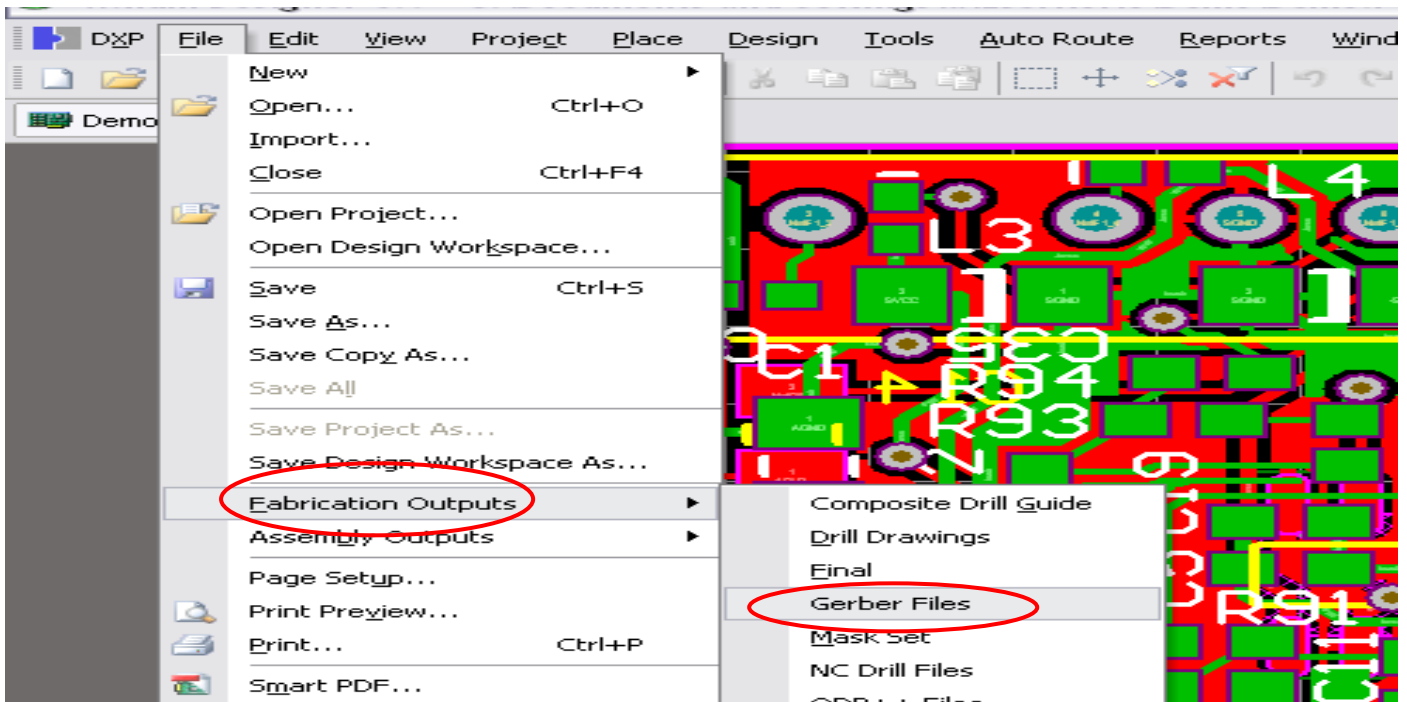 DXP File Edit View Project Place Design Tools Auto Route Reports Wind
New
Open... Ctrl+O
Demo
Import...
Close Ctrl+F4
Open Project...
Open Design Workspace...
Save Ctrl+S
Save As...
Save Copy As...
Save All
Save Project As...
Save Design Workspace As...
Fabrication Outputs
Assembly Outputs
Page Setup...
Print Preview...
Print... Ctrl+P
Smart PDF...
Composite Drill Guide
Drill Drawings
Final
Gerber Files
Mask Set
NC Drill Files
L4
L3
C1
R94
R93
R91
C11